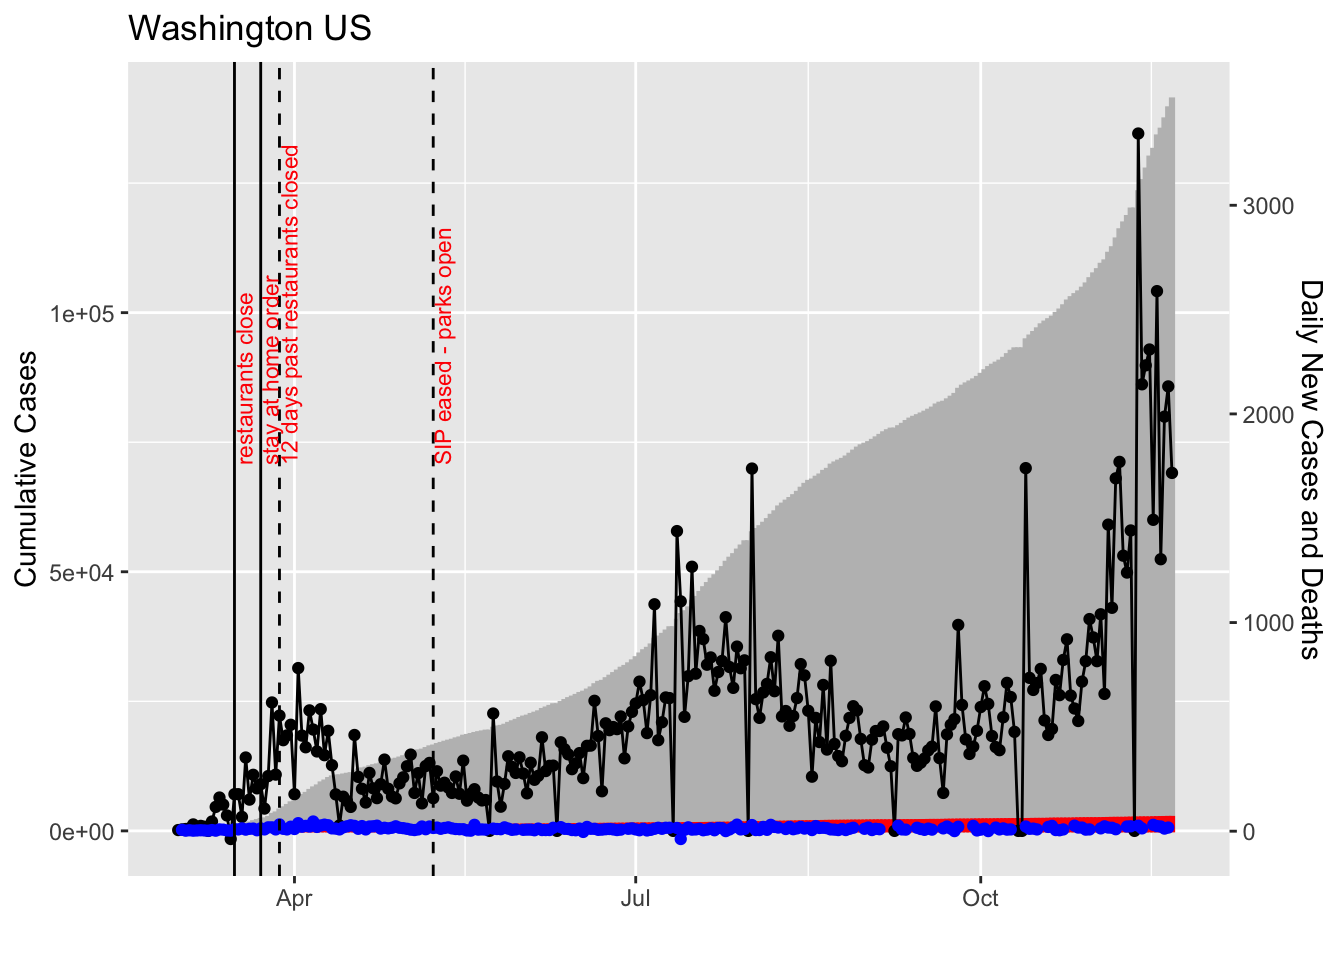 Washington US
restaurants close
stay at home order
12 days past restaurants closed
SIP eased - parks open
Cumulative Cases
1e+05
5e+04
0e+00
3000
2000
1000
0
Daily New Cases and Deaths
Apr
Jul
Oct